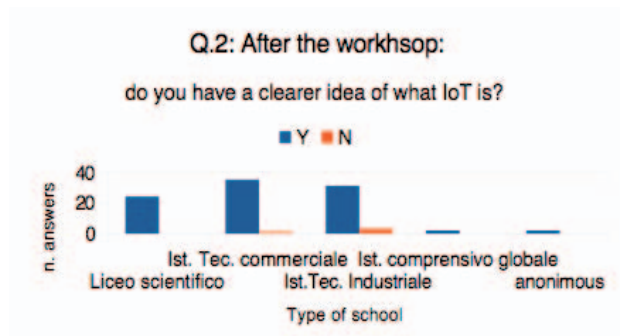 Q.2: After the workhsop:
do you have a clearer idea of what IoT is?
Y N
n. answers
40
20
0
Ist. Tec. commerciale Ist. comprensivo globale
Liceo scientifico Ist.Tec. Industriale anonimous
Type of school